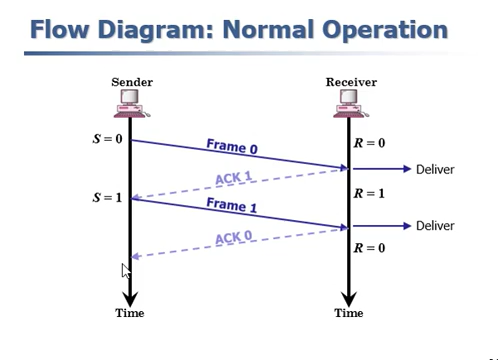 Flow Diagram: Normal Operation
Sender
Receiver
S = 0
Frame 0
R = 0
Deliver
ACK 1
S = 1
Frame 1
R = 1
Deliver
ACK 0
R = 0
Time
Time